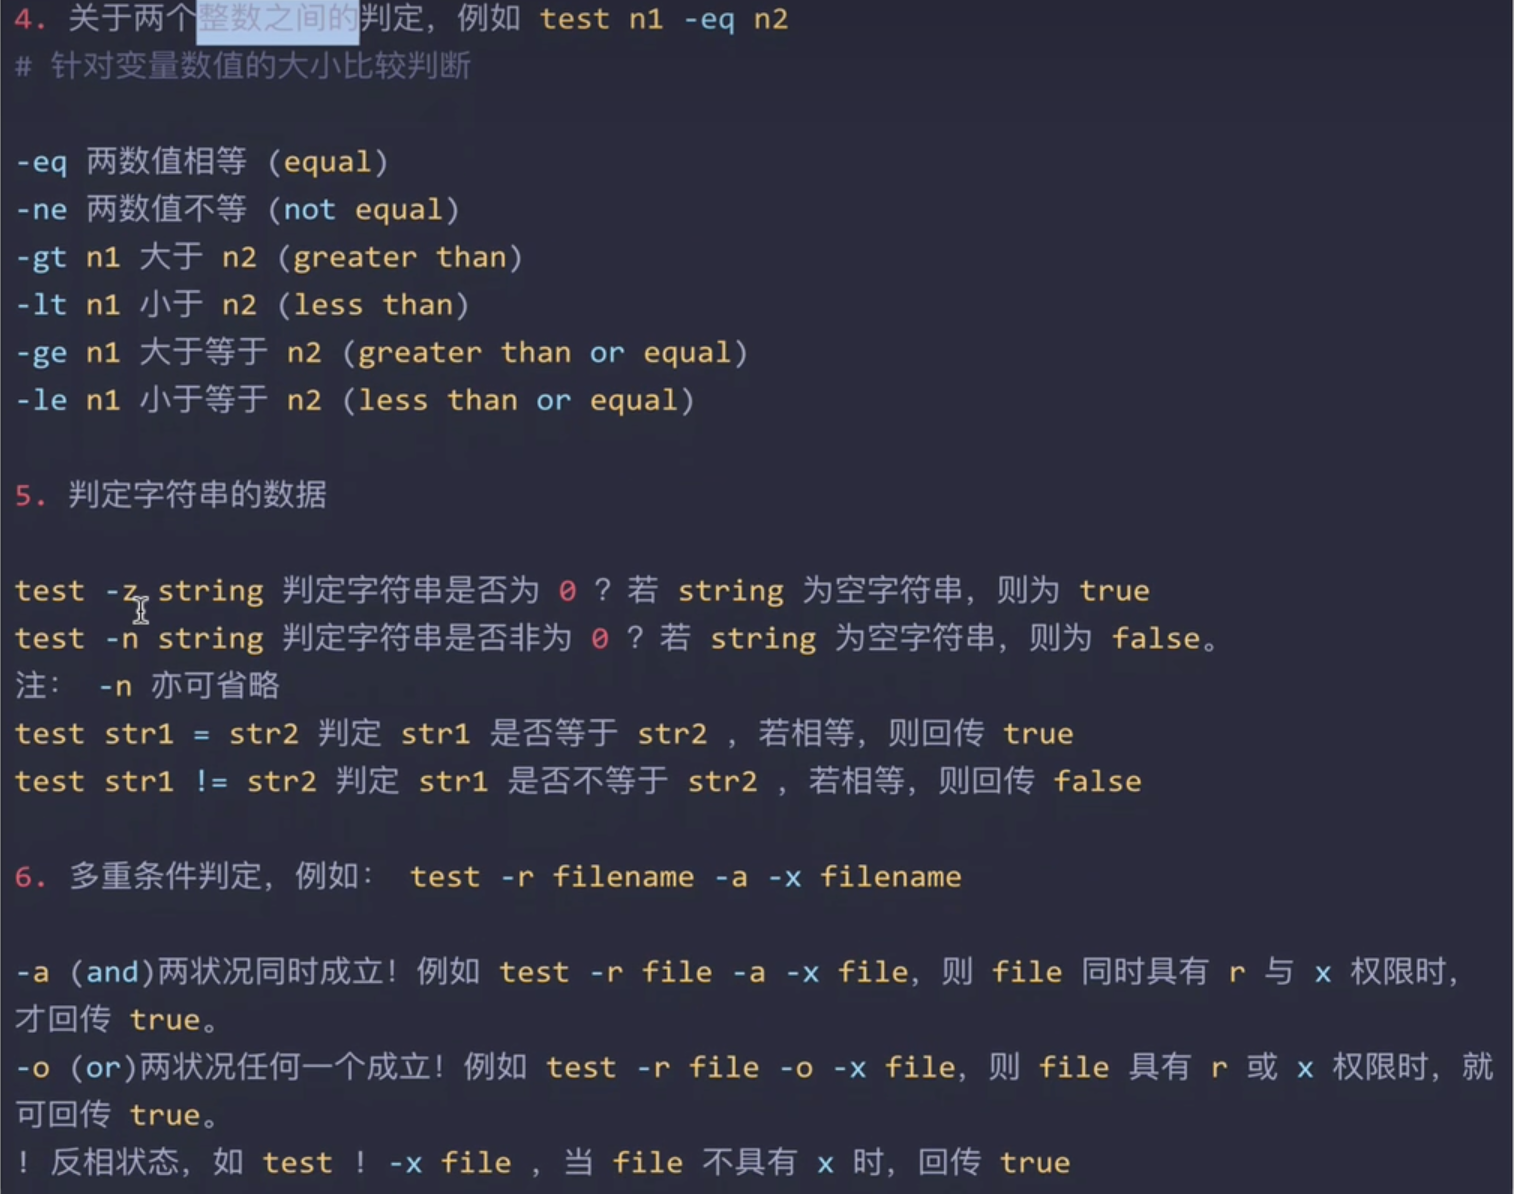 4. 关于两个整数之间的判定，例如 test n1 -eq n2
# 针对变量数值的大小比较判断
-eq 两数值相等 (equal)
-ne 两数值不等 (not equal)
-gt n1 大于 n2 (greater than)
-lt n1 小于 n2 (less than)
-ge n1 大于等于 n2 (greater than or equal)
-le n1 小于等于 n2 (less than or equal)
5. 判定字符串的数据
test -z string 判定字符串是否为 0 ？若 string 为空字符串，则为 true
test -n string 判定字符串是否非为 0 ？若 string 为空字符串，则为 false。
注： -n 亦可省略
test str1 = str2 判定 str1 是否等于 str2 ，若相等，则回传 true
test str1 != str2 判定 str1 是否不等于 str2 ，若相等，则回传 false
6. 多重条件判定，例如： test -r filename -a -x filename
-a (and)两状况同时成立！例如 test -r file -a -x file，则 file 同时具有 r 与 x 权限时，
才回传 true。
-o (or)两状况任何一个成立！例如 test -r file -o -x file，则 file 具有 r 或 x 权限时，就
可回传 true。
! 反相状态，如 test ! -x file ，当 file 不具有 x 时，回传 true